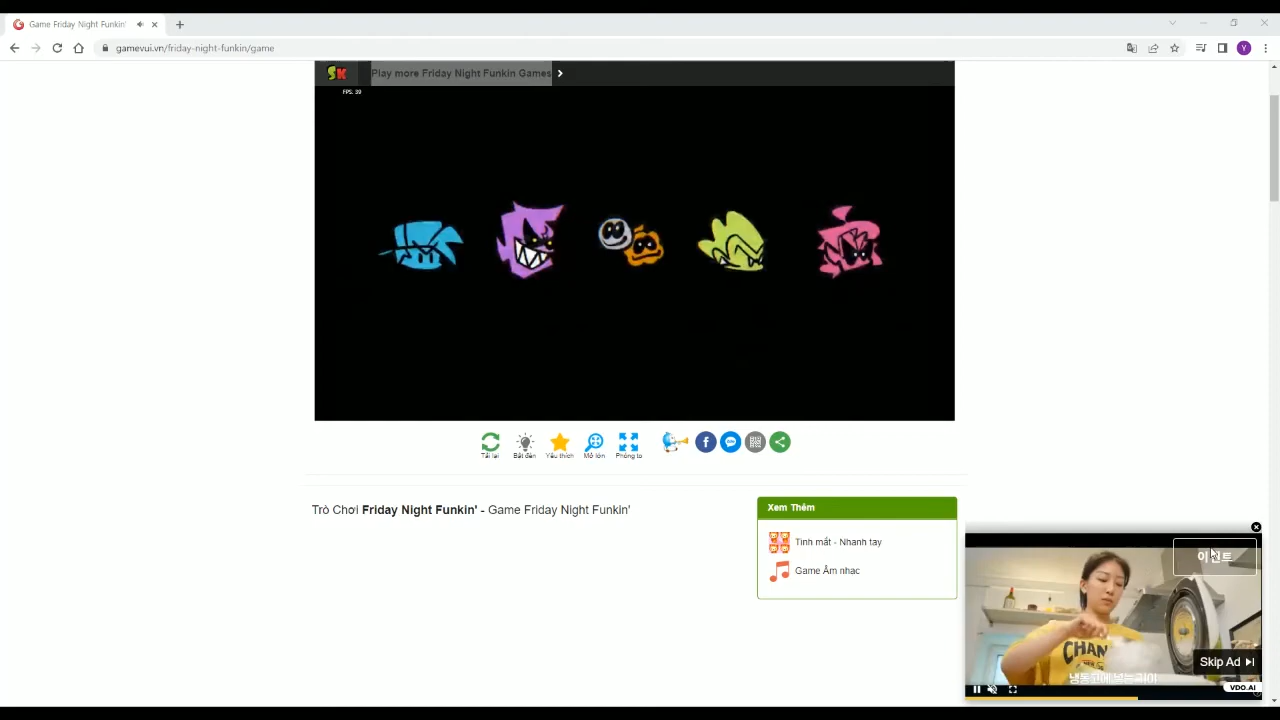 Game Friday Night Funkin'
gamevui.vn/friday-night-funkin/game
Y
SK
Play more Friday Night Funkin Games
FPS: 39
Tải lại
Bật đèn
Yêu thích
Mở lớn
Phóng to
Trò Chơi Friday Night Funkin' - Game Friday Night Funkin'
Xem Thêm
Tinh mắt - Nhanh tay
Game Âm nhạc
CHAN
Skip Ad
VDO.AI